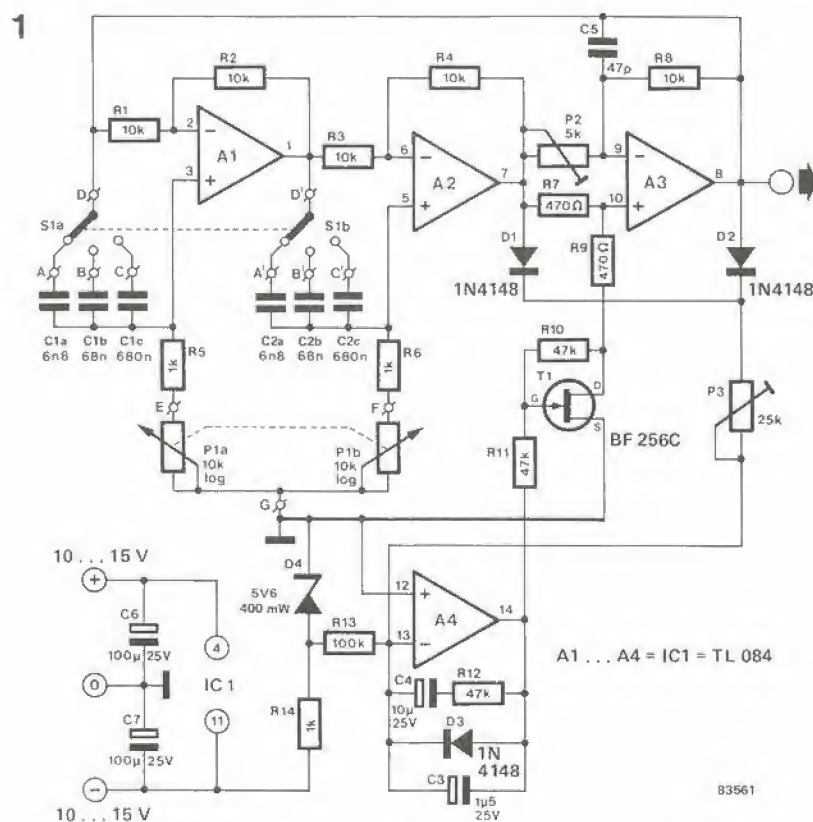 1
C5
47p
R1
10k
R2
10k
R3
10k
R4
10k
R8
10k
P2
5k
2
3
1
A1
6
5
7
A2
9
10
8
A3
R7
470Ω
R9
470Ω
D1
1N4148
D2
1N4148
D
S1a
A
B
C
D'
S1b
A'
B'
C'
C1a
6n8
C1b
68n
C1c
680n
R5
1k
C2a
6n8
C2b
68n
C2c
680n
R6
1k
E
F
P1a
10k
log
P1b
10k
log
G
R10
47k
T1
G
D
S
BF 256C
R11
47k
P3
25k
10 ... 15 V
+
C6
100µ 25V
4
0
IC 1
C7
100µ 25V
11
−
10 ... 15 V
D4
5V6
400 mW
R13
100k
R14
1k
12
13
14
A4
C4
10µ
25V
R12
47k
D3
1N
4148
C3
1µ5
25V
A1 ... A4 = IC1 = TL 084
83561